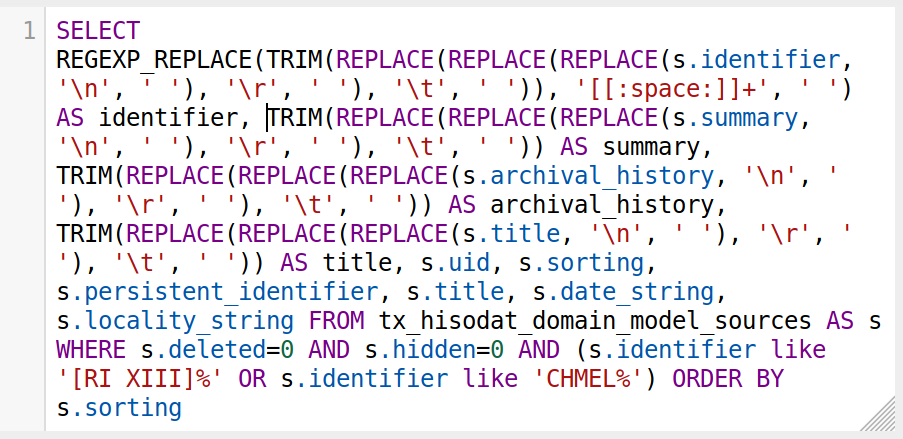 1 SELECT
REGEXP_REPLACE(TRIM(REPLACE(REPLACE(REPLACE(s.identifier,
'\n', ' '), '\r', ' '), '\t', ' ')), '[[:space:]]+', ' ')
AS identifier, TRIM(REPLACE(REPLACE(REPLACE(s.summary,
'\n', ' '), '\r', ' '), '\t', ' ')) AS summary,
TRIM(REPLACE(REPLACE(REPLACE(s.archival_history, '\n', '
'), '\r', ' '), '\t', ' ')) AS archival_history,
TRIM(REPLACE(REPLACE(REPLACE(s.title, '\n', ' '), '\r', '
'), '\t', ' ')) AS title, s.uid, s.sorting,
s.persistent_identifier, s.title, s.date_string,
s.locality_string FROM tx_hisodat_domain_model_sources AS s
WHERE s.deleted=0 AND s.hidden=0 AND (s.identifier like
'[RI XIII]%' OR s.identifier like 'CHMEL%') ORDER BY
s.sorting